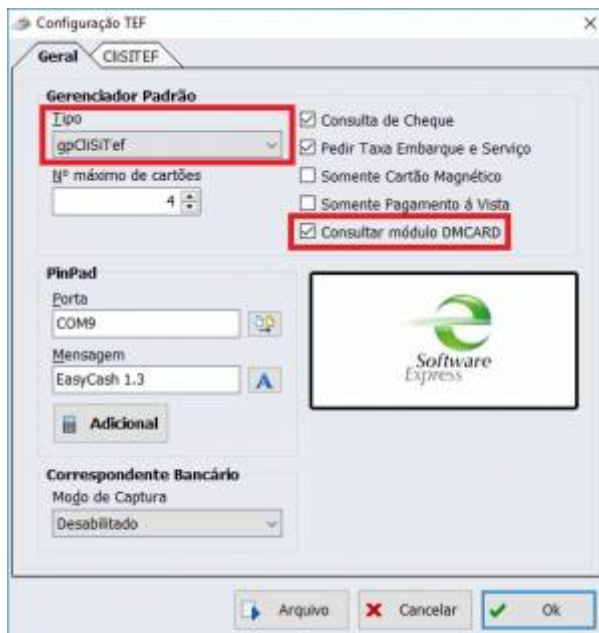 Configuração TEF
Geral
CliSITEF
Gerenciador Padrão
Tipo
gpCliSiTef
Nº máximo de cartões
4
Consulta de Cheque
Pedir Taxa Embarque e Serviço
Somente Cartão Magnético
Somente Pagamento á Vista
Consultar módulo DMCARD
PinPad
Porta
COM9
Mensagem
EasyCash 1.3
A
Adicional
Software
Express
Correspondente Bancário
Modo de Captura
Desabilitado
Arquivo
Cancelar
Ok